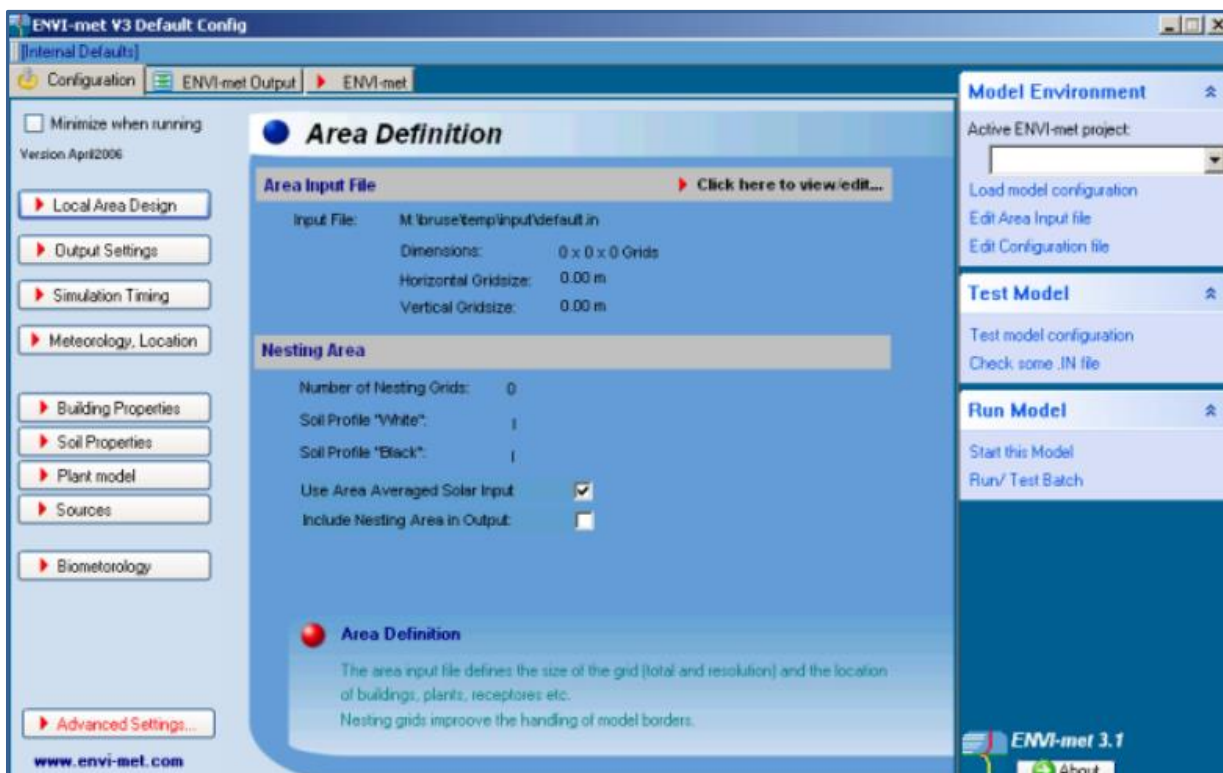 ENVI-met V3 Default Config
[Internal Defaults]
Configuration
ENVI-met Output
ENVI-met
Minimize when running
Version April2006
Local Area Design
Output Settings
Simulation Timing
Meteorology, Location
Building Properties
Soil Properties
Plant model
Sources
Biometorology
Advanced Settings...
www.envi-met.com
Area Definition
Area Input File
Click here to view/edit...
Input File: M:\bruse\temp\input\default.in
Dimensions: 0 x 0 x 0 Grids
Horizontal Gridsize: 0.00 m
Vertical Gridsize: 0.00 m
Nesting Area
Number of Nesting Grids: 0
Soil Profile "White": |
Soil Profile "Black": |
Use Area Averaged Solar Input
Include Nesting Area in Output:
Area Definition
The area input file defines the size of the grid (total and resolution) and the location
of buildings, plants, receptores etc.
Nesting grids improove the handling of model borders.
Model Environment
Active ENVI-met project:
Load model configuration
Edit Area Input file
Edit Configuration file
Test Model
Test model configuration
Check some .IN file
Run Model
Start this Model
Run/ Test Batch
ENVI-met 3.1
About